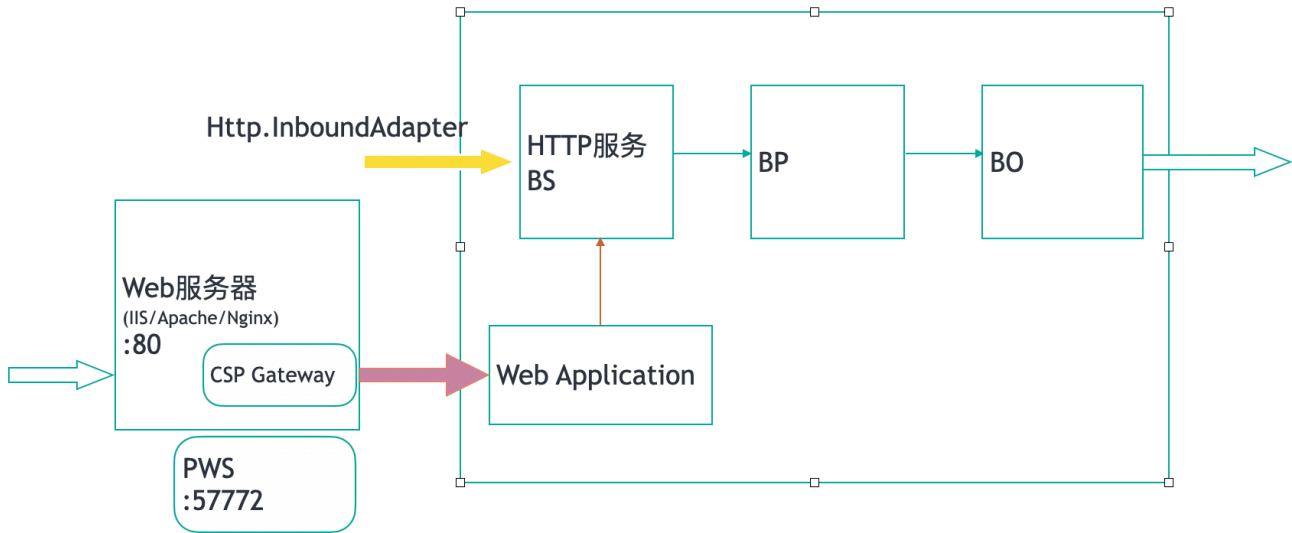 Http.InboundAdapter
HTTP服务
BS
BP
BO
Web服务器
(IIS/Apache/Nginx)
:80
CSP Gateway
Web Application
PWS
:57772